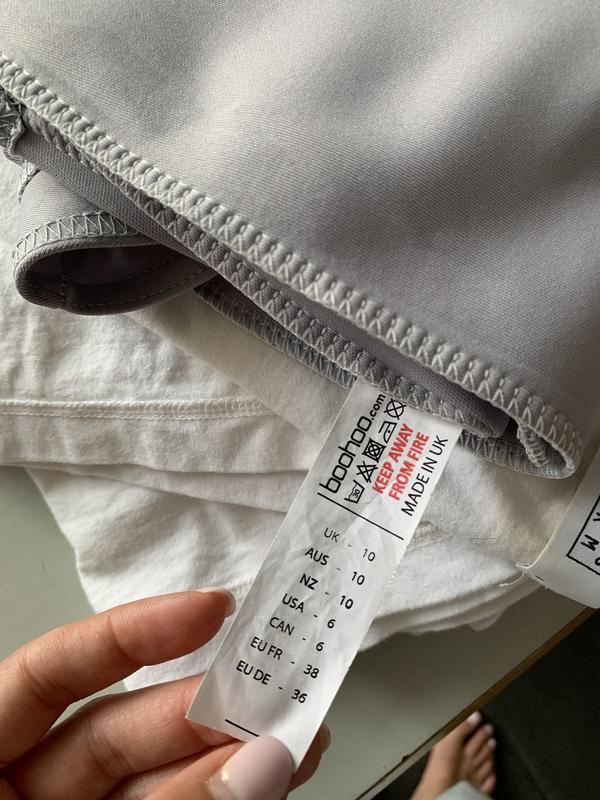 boohoo.com
30
KEEP AWAY
FROM FIRE
MADE IN UK
UK - 10
AUS - 10
NZ - 10
USA - 6
CAN - 6
EU FR - 38
EU DE - 36
M